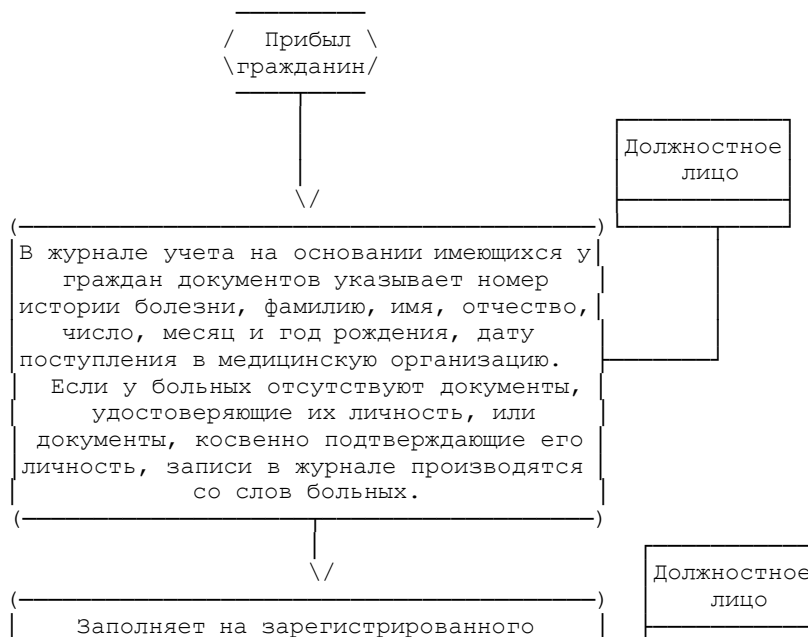 Прибыл
гражданин
Должностное
лицо
В журнале учета на основании имеющихся у
граждан документов указывает номер
истории болезни, фамилию, имя, отчество,
число, месяц и год рождения, дату
поступления в медицинскую организацию.
Если у больных отсутствуют документы,
удостоверяющие их личность, или
документы, косвенно подтверждающие его
личность, записи в журнале производятся
со слов больных.
Должностное
лицо
Заполняет на зарегистрированного